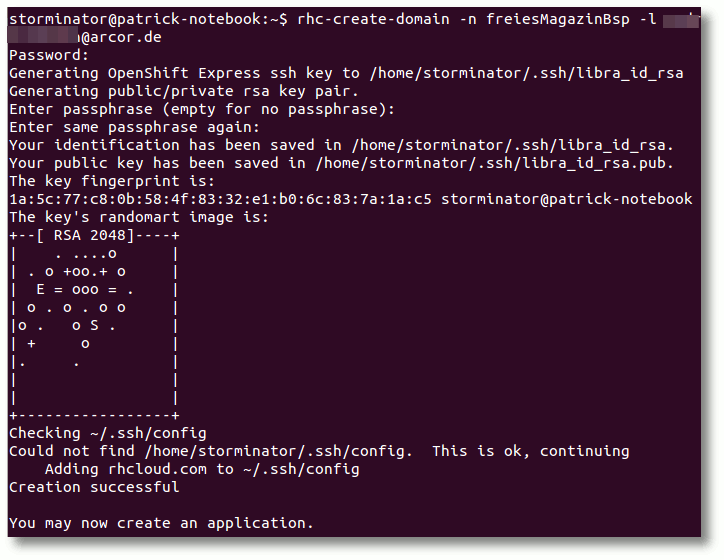 storminator@patrick-notebook:~$ rhc-create-domain -n freiesMagazinBsp -l
@arcor.de
Password:
Generating OpenShift Express ssh key to /home/storminator/.ssh/libra_id_rsa
Generating public/private rsa key pair.
Enter passphrase (empty for no passphrase):
Enter same passphrase again:
Your identification has been saved in /home/storminator/.ssh/libra_id_rsa.
Your public key has been saved in /home/storminator/.ssh/libra_id_rsa.pub.
The key fingerprint is:
1a:5c:77:c8:0b:58:4f:83:32:e1:b0:6c:83:7a:1a:c5 storminator@patrick-notebook
The key's randomart image is:
+--[ RSA 2048]----+
|    . ....o      |
| . o +oo.+ o     |
|  E = ooo = .    |
| o . o . o o     |
|o .   o S .      |
| +     o         |
|.     .          |
|                 |
|                 |
+-----------------+
Checking ~/.ssh/config
Could not find /home/storminator/.ssh/config.  This is ok, continuing
    Adding rhcloud.com to ~/.ssh/config
Creation successful

You may now create an application.